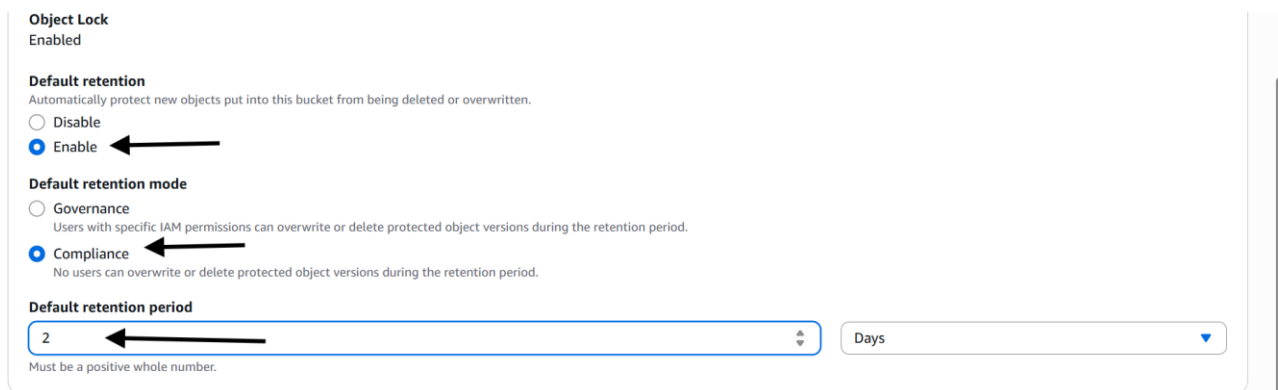 Object Lock
Enabled
Default retention
Automatically protect new objects put into this bucket from being deleted or overwritten.
Disable
Enable
Default retention mode
Governance
Users with specific IAM permissions can overwrite or delete protected object versions during the retention period.
Compliance
No users can overwrite or delete protected object versions during the retention period.
Default retention period
2 Days
Must be a positive whole number.